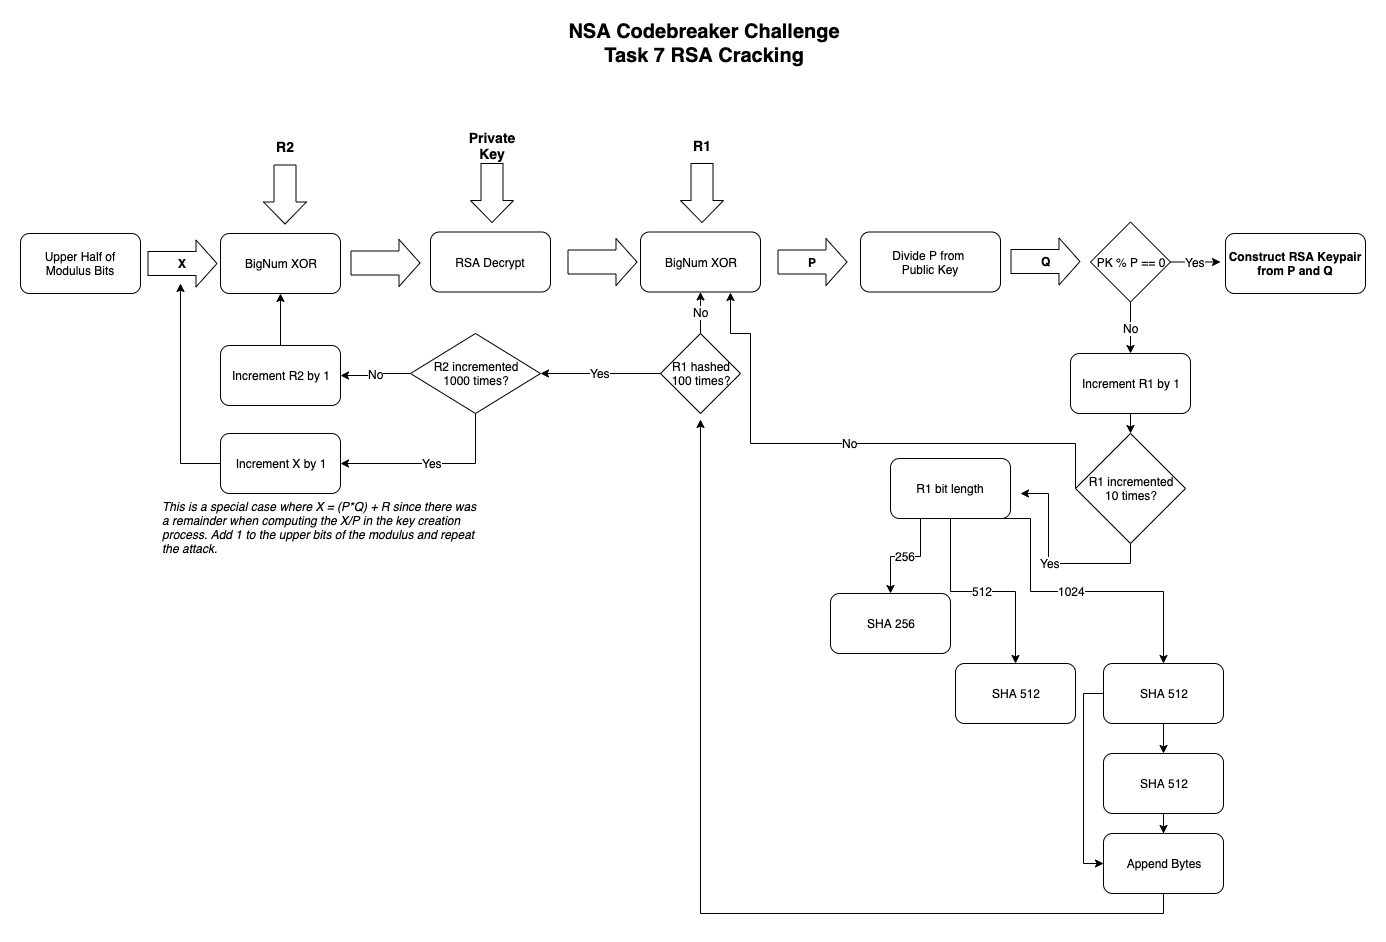 NSA Codebreaker Challenge
Task 7 RSA Cracking
R2
Private
Key
R1
Upper Half of
Modulus Bits
X
BigNum XOR
RSA Decrypt
BigNum XOR
P
Divide P from
Public Key
Q
PK % P == 0
Yes
Construct RSA Keypair
from P and Q
No
No
Increment R2 by 1
No
R2 incremented
1000 times?
Yes
R1 hashed
100 times?
Increment R1 by 1
Increment X by 1
Yes
No
R1 bit length
R1 incremented
10 times?
This is a special case where X = (P*Q) + R since there was
a remainder when computing the X/P in the key creation
process. Add 1 to the upper bits of the modulus and repeat
the attack.
Yes
256
512
1024
SHA 256
SHA 512
SHA 512
SHA 512
Append Bytes